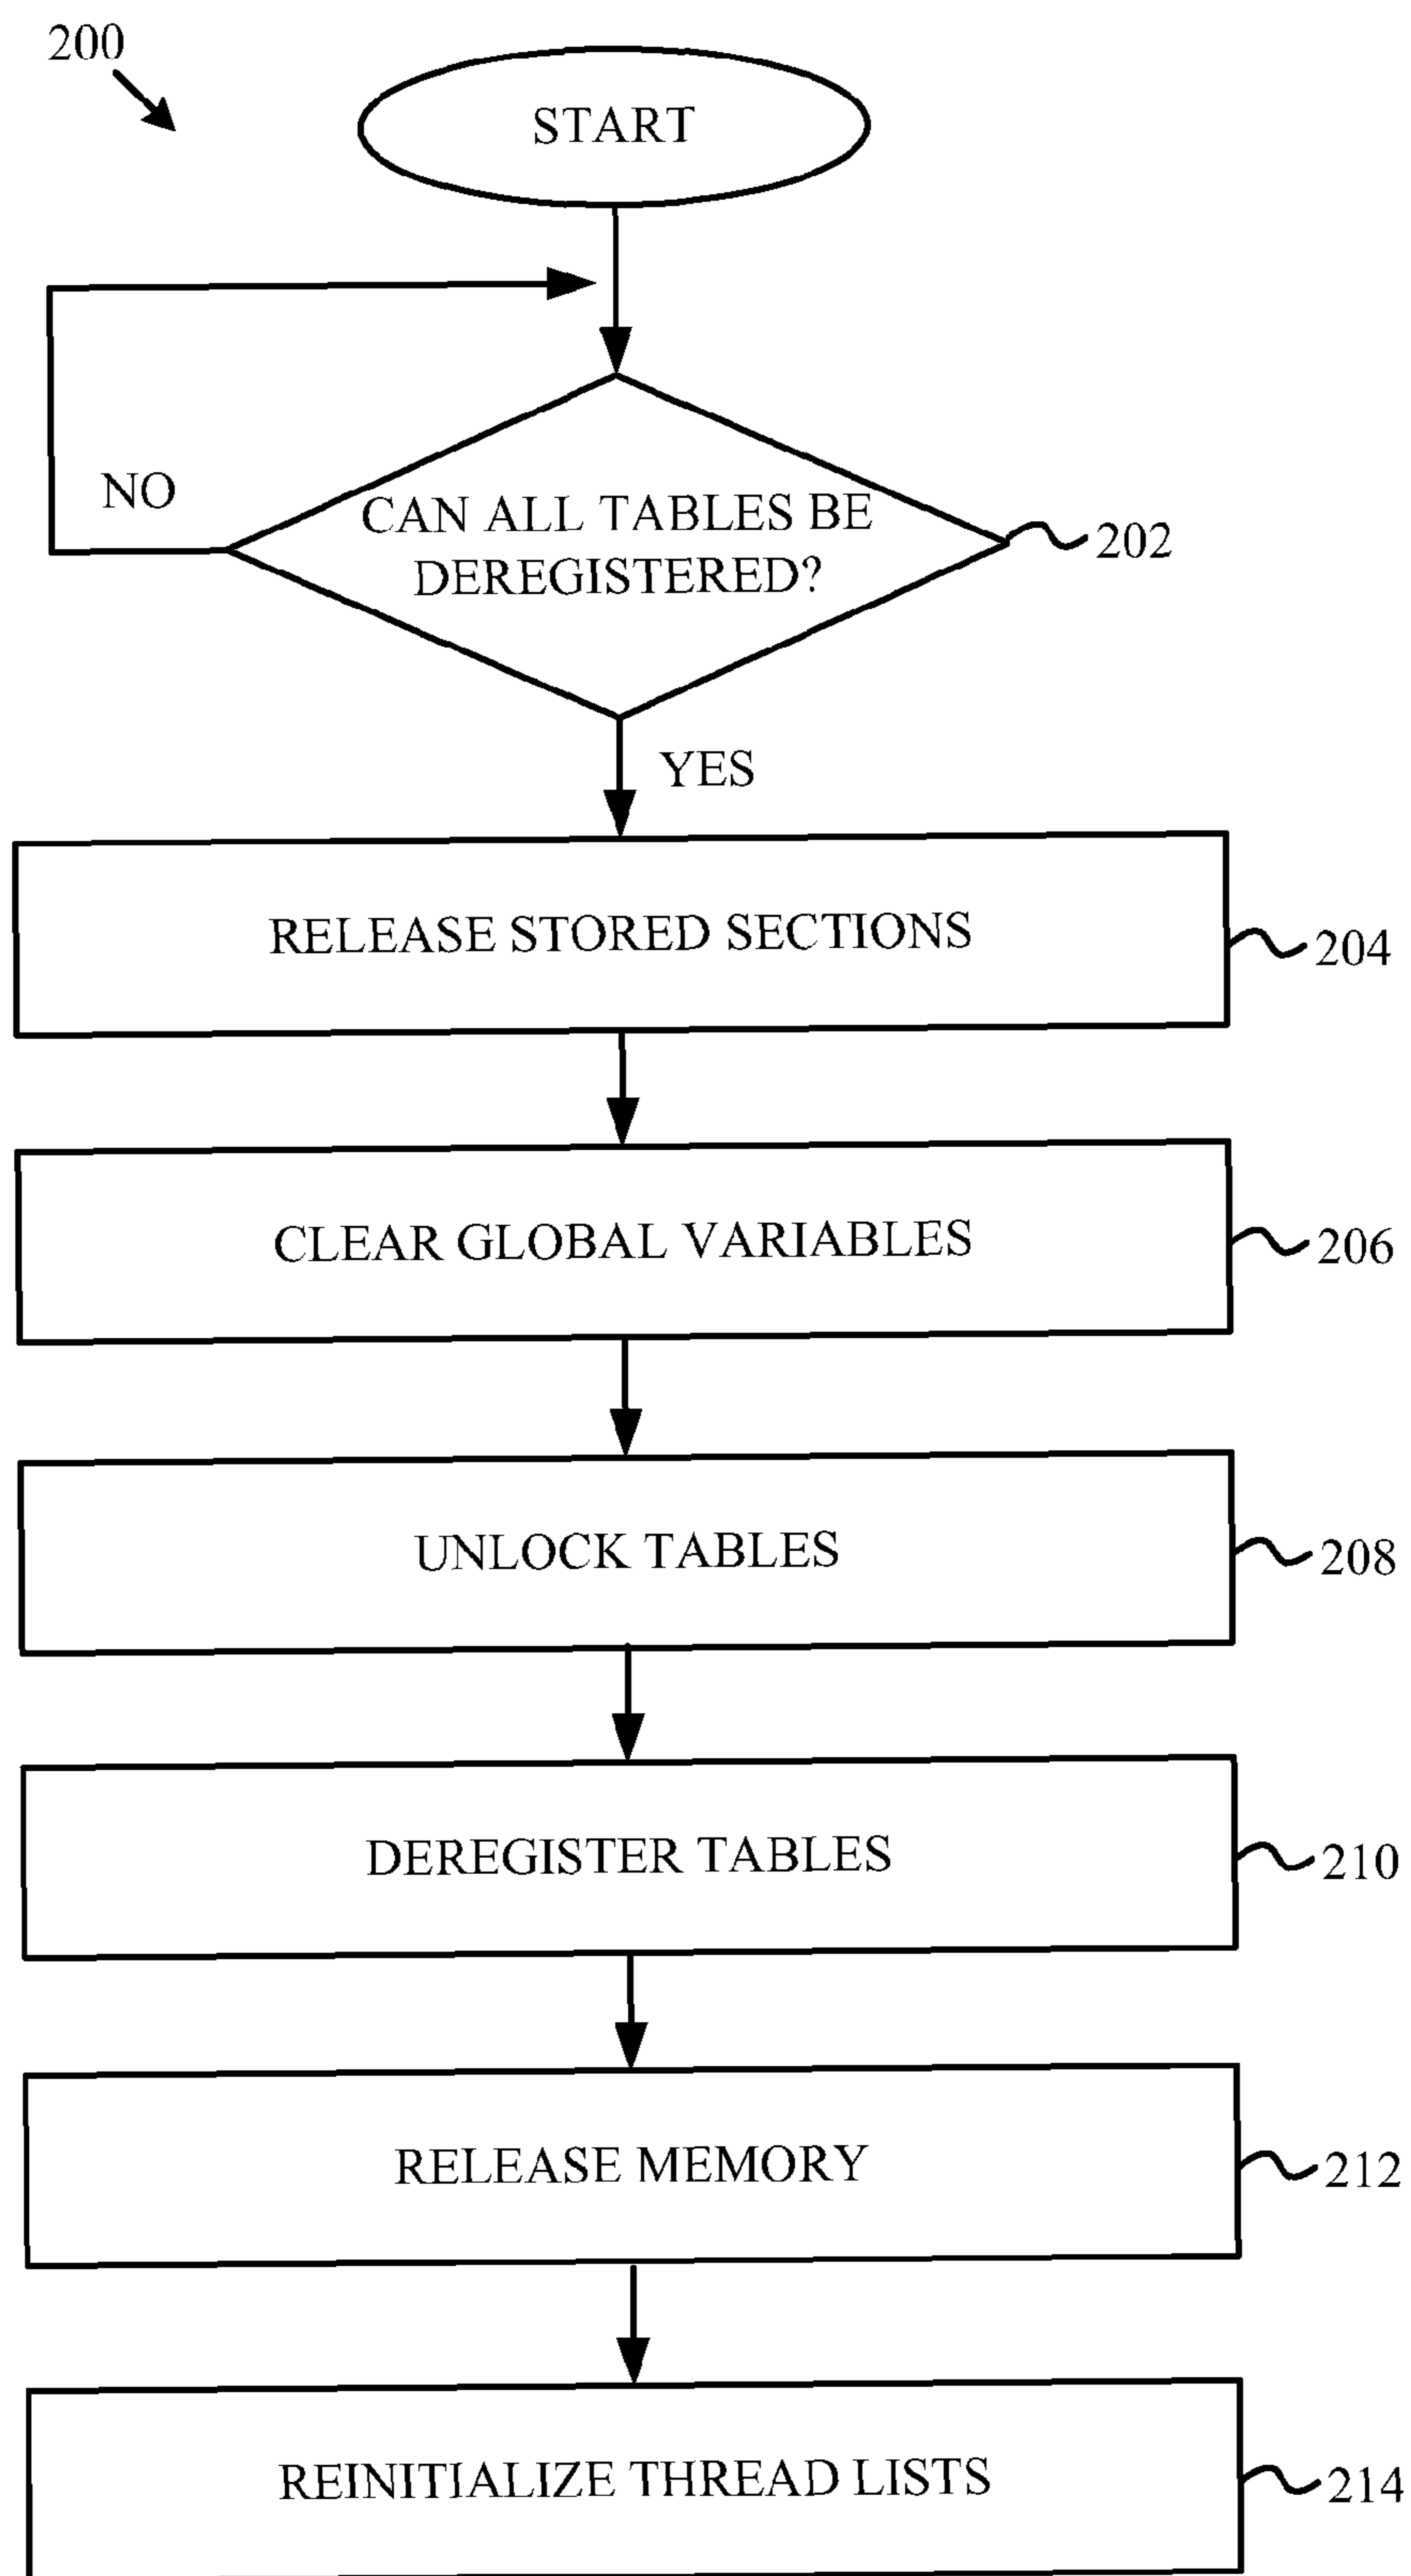 200
START
NO
CAN ALL TABLES BE
DEREGISTERED?
202
YES
RELEASE STORED SECTIONS
204
CLEAR GLOBAL VARIABLES
206
UNLOCK TABLES
208
DEREGISTER TABLES
210
RELEASE MEMORY
212
REINITIALIZE THREAD LISTS
214